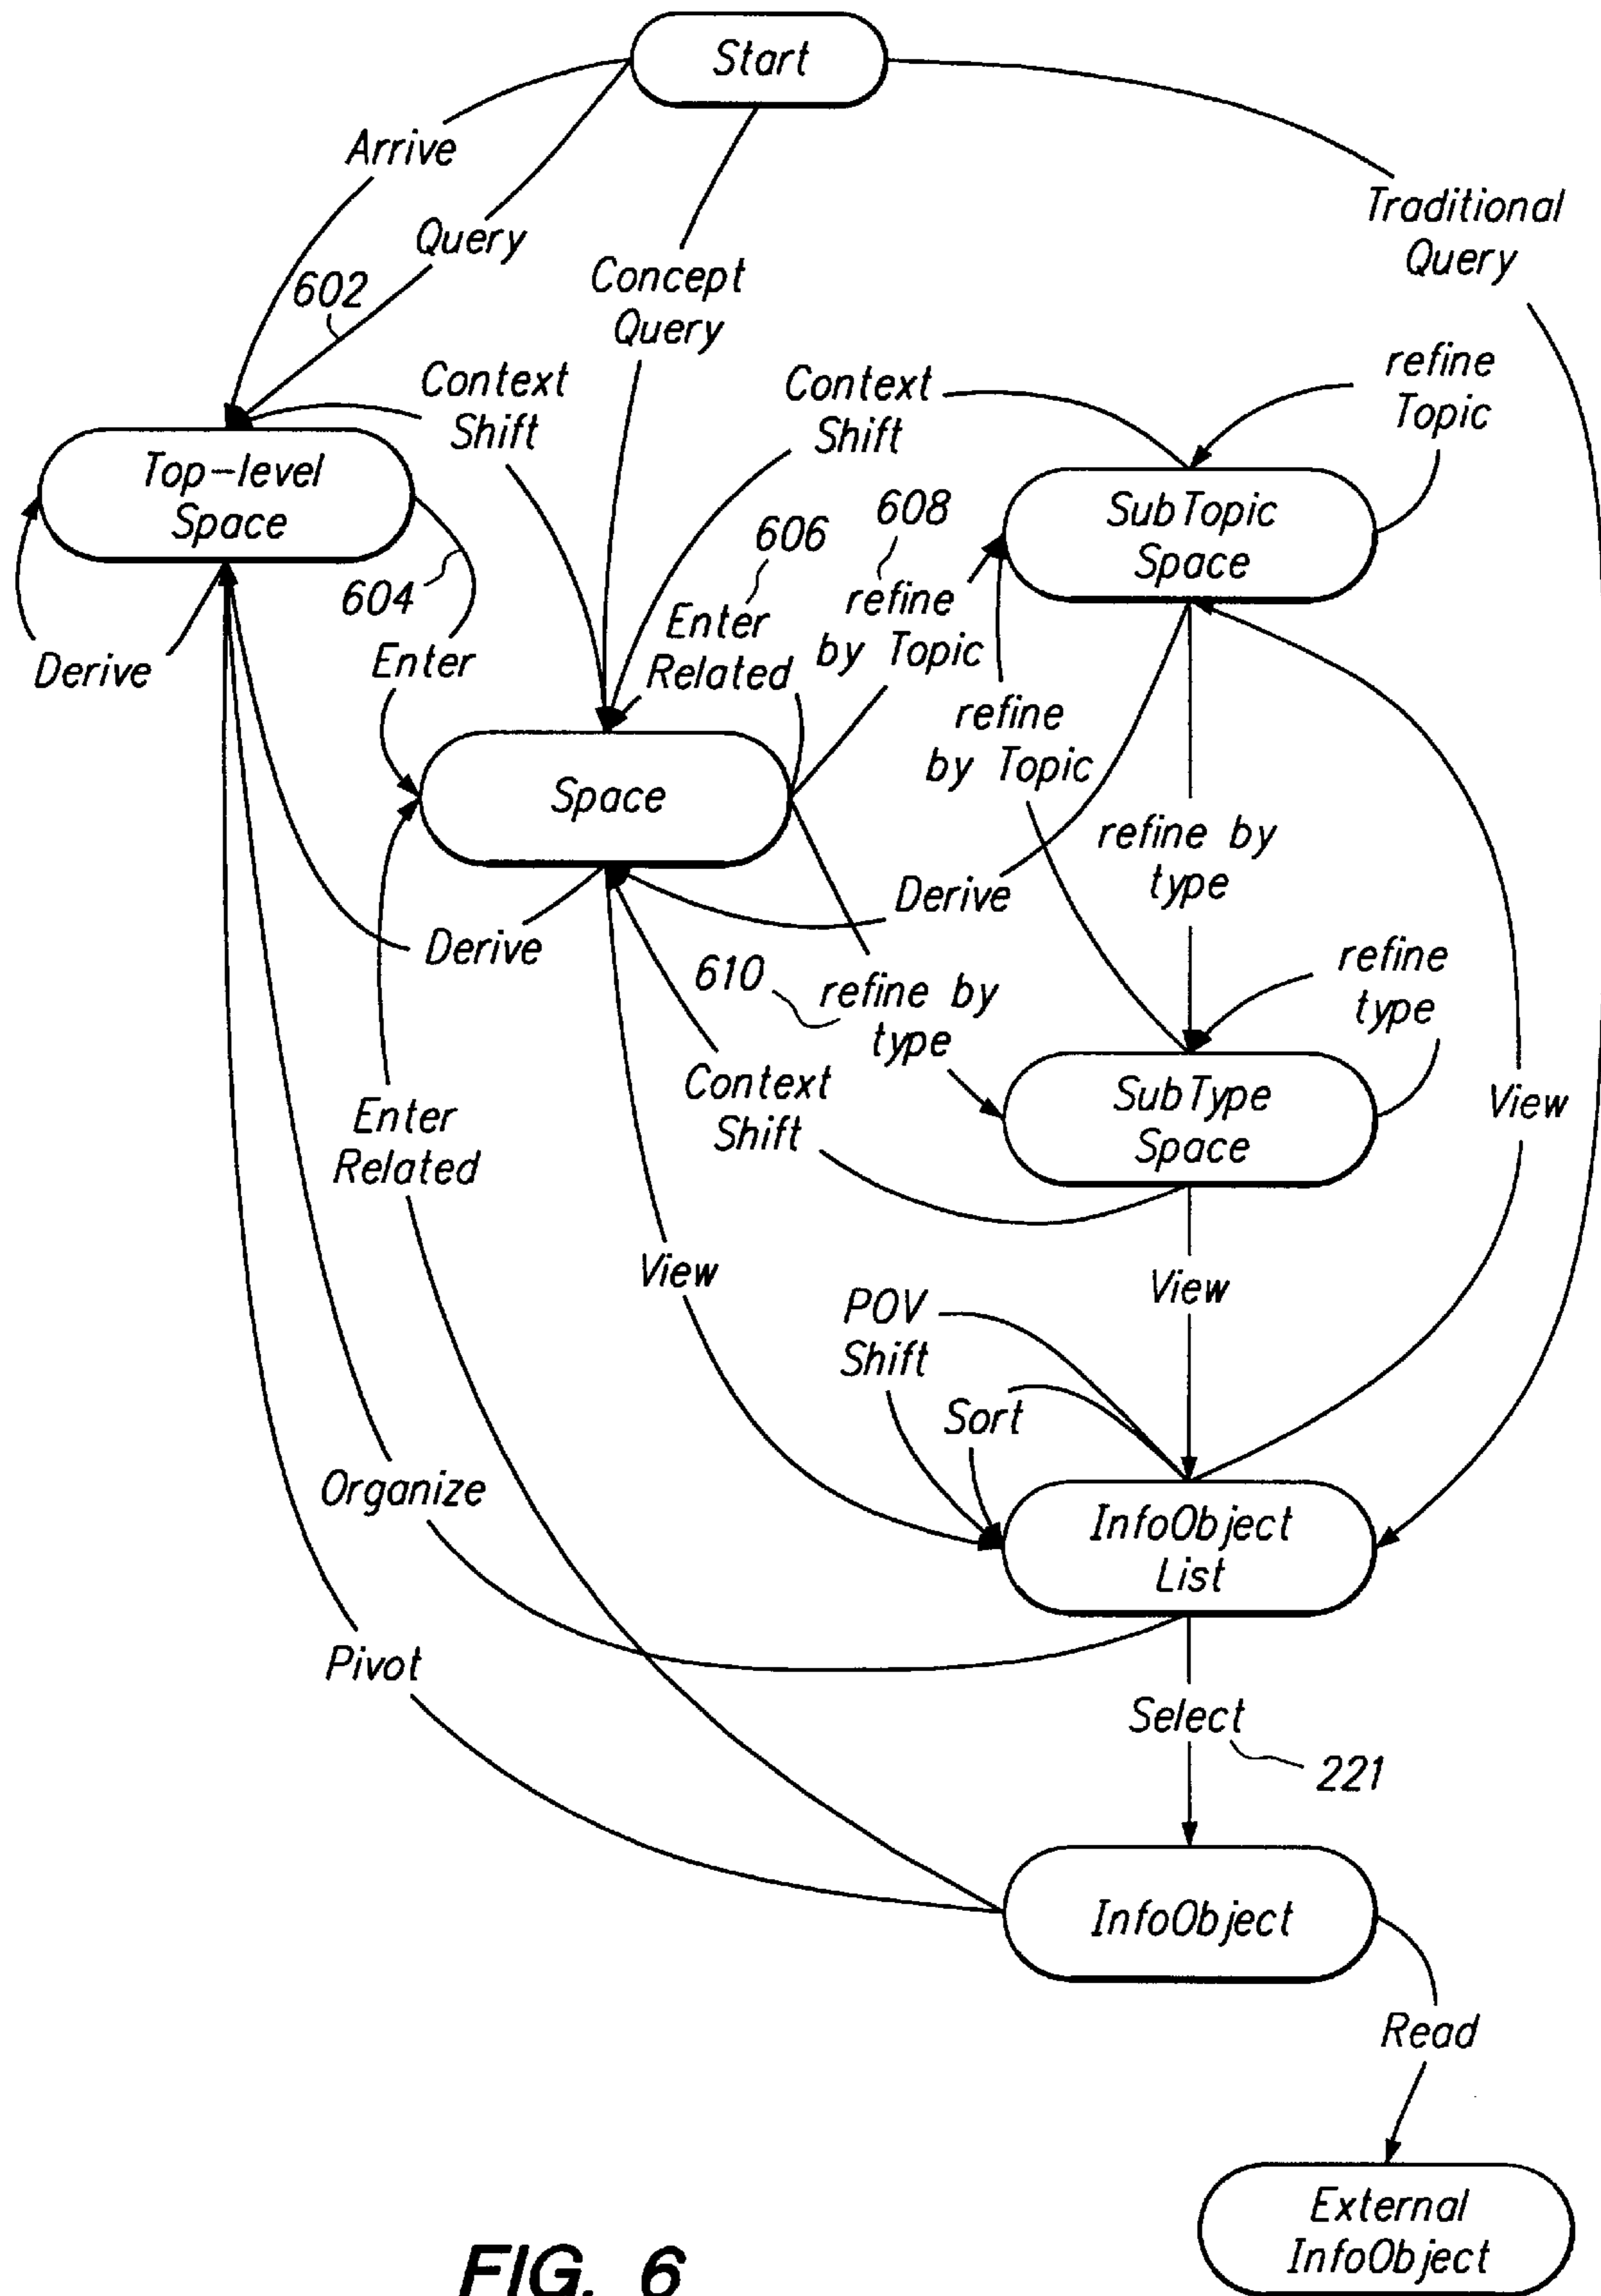 Start
Arrive
Traditional
Query
Query
602
Concept
Query
Context
Shift
Context
Shift
refine
Topic
Top-level
Space
SubTopic
Space
608
606
604
refine
by Topic
Enter
Related
Derive
Enter
refine
by Topic
Space
refine by
type
Derive
Derive
610
refine by
type
refine
type
Context
Shift
SubType
Space
View
Enter
Related
View
View
POV
Shift
Sort
Organize
InfoObject
List
Pivot
Select
221
InfoObject
Read
External
InfoObject
FIG. 6